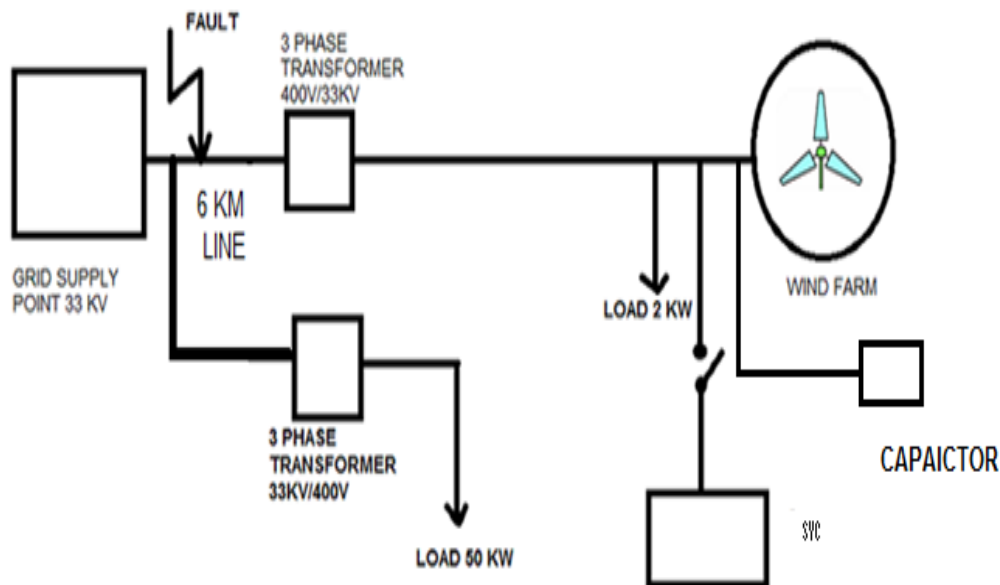 FAULT
3 PHASE
TRANSFORMER
400V/33KV
6 KM
LINE
GRID SUPPLY
POINT 33 KV
WIND FARM
LOAD 2 KW
CAPAICTOR
3 PHASE
TRANSFORMER
33KV/400V
LOAD 50 KW
SVC